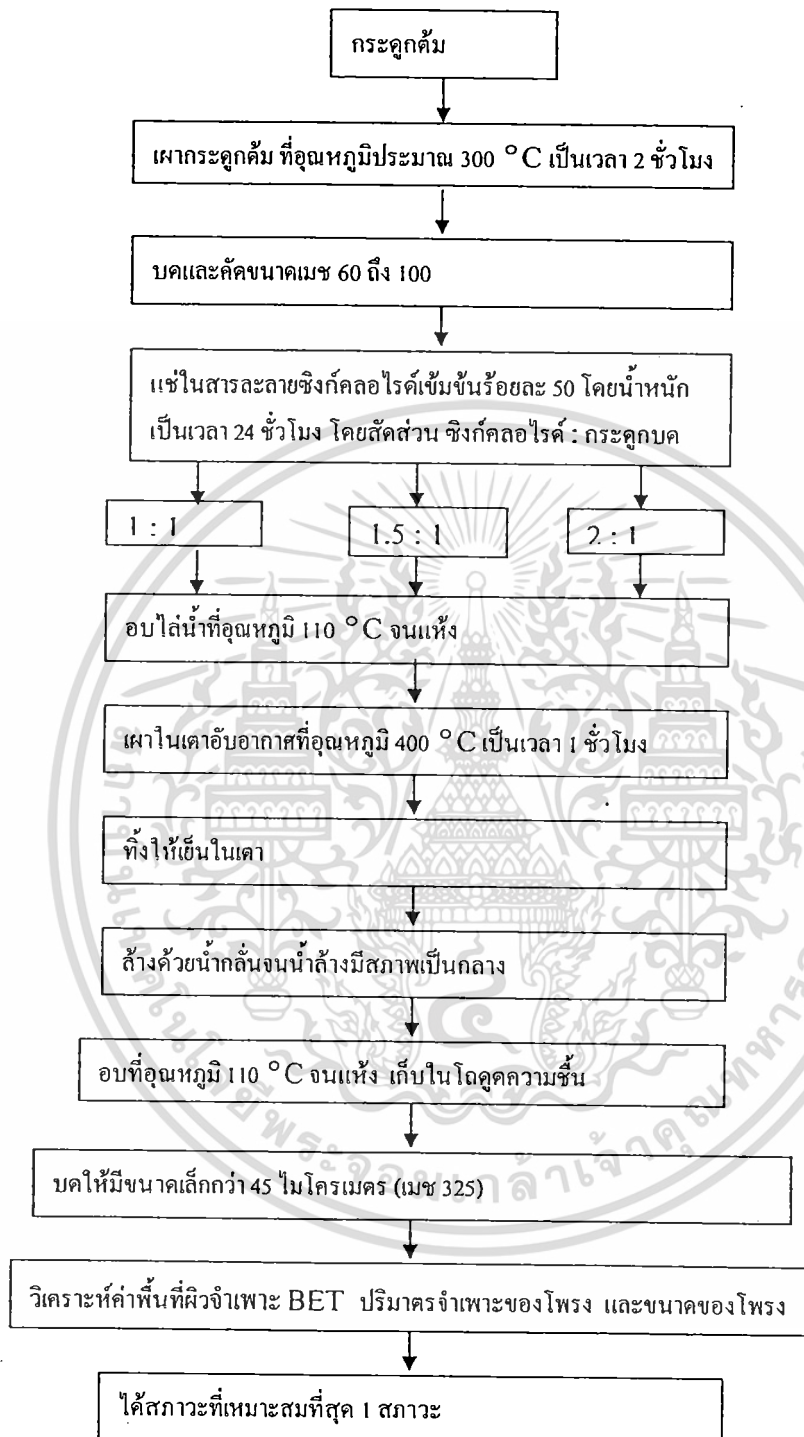 กระดูกต้ม
เผากระดูกต้ม ที่อุณหภูมิประมาณ 300 °C เป็นเวลา 2 ชั่วโมง
บดและคัดขนาดเมช 60 ถึง 100
แช่ในสารละลายซิงก์คลอไรด์เข้มข้นร้อยละ 50 โดยน้ำหนัก
เป็นเวลา 24 ชั่วโมง โดยสัดส่วน ซิงก์คลอไรด์ : กระดูกบด
1 : 1
1.5 : 1
2 : 1
อบไล่น้ำที่อุณหภูมิ 110 °C จนแห้ง
เผาในเตาอับอากาศที่อุณหภูมิ 400 °C เป็นเวลา 1 ชั่วโมง
ทิ้งให้เย็นในเตา
ล้างด้วยน้ำกลั่นจนน้ำล้างมีสภาพเป็นกลาง
อบที่อุณหภูมิ 110 °C จนแห้ง เก็บในโถดูดความชื้น
บดให้มีขนาดเล็กกว่า 45 ไมโครเมตร (เมช 325)
วิเคราะห์ค่าพื้นที่ผิวจำเพาะ BET ปริมาตรจำเพาะของโพรง และขนาดของโพรง
ได้สภาวะที่เหมาะสมที่สุด 1 สภาวะ